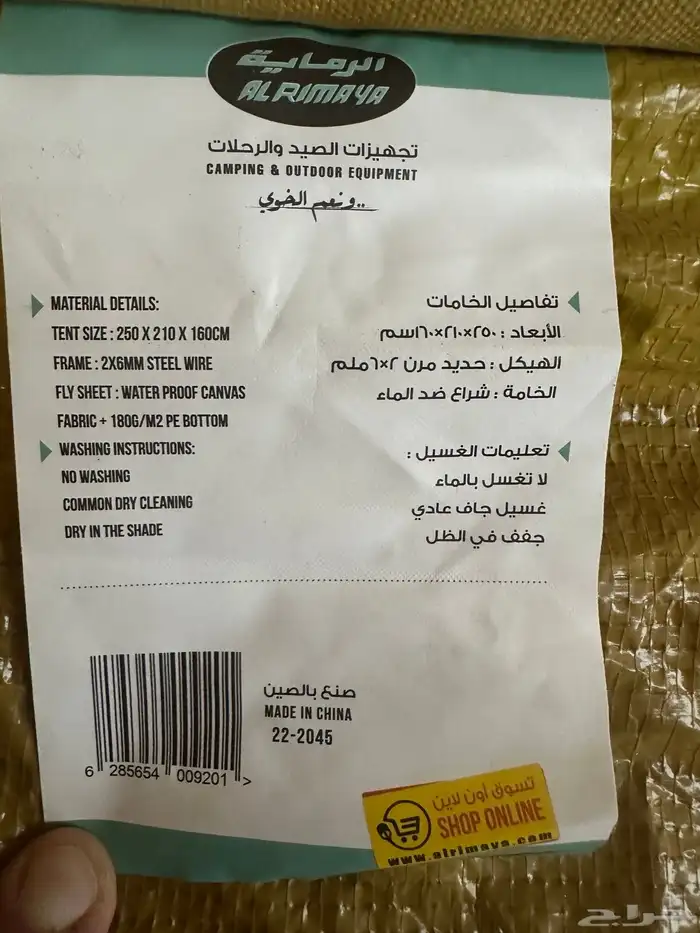 الرماية
AL RIMAYA
تجهيزات الصيد والرحلات
CAMPING & OUTDOOR EQUIPMENT
..ونعم الخوي
MATERIAL DETAILS:
TENT SIZE : 250 X 210 X 160CM
FRAME : 2X6MM STEEL WIRE
FLY SHEET : WATER PROOF CANVAS
FABRIC + 180G/M2 PE BOTTOM
WASHING INSTRUCTIONS:
NO WASHING
COMMON DRY CLEANING
DRY IN THE SHADE
تفاصيل الخامات
الأبعاد : ٢٥٠×٢١٠×١٦٠سم
الهيكل : حديد مرن ٢×٦ملم
الخامة : شراع ضد الماء
تعليمات الغسيل :
لا تغسل بالماء
غسيل جاف عادي
جفف في الظل
صنع بالصين
MADE IN CHINA
22-2045
6 285654 009201 >
تسوق أون لاين
SHOP ONLINE
www.alrimaya.com
حراج